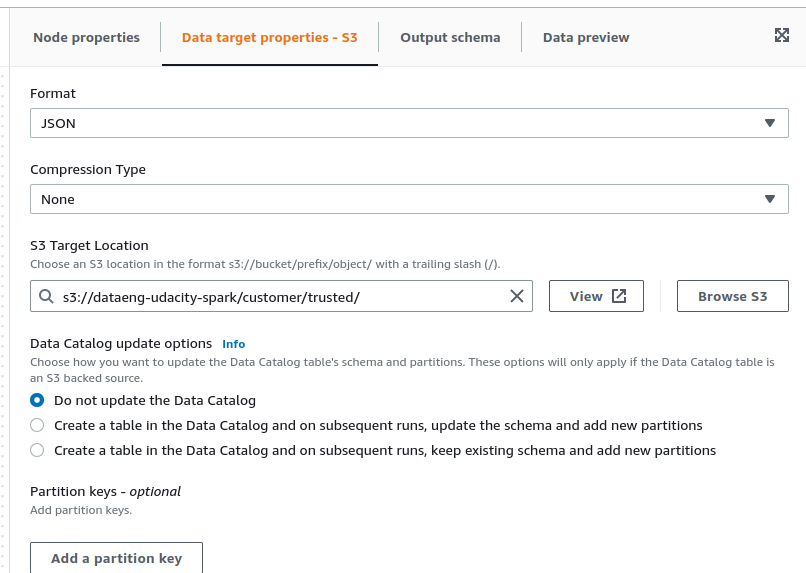 Node properties
Data target properties - S3
Output schema
Data preview
Format
JSON
Compression Type
None
S3 Target Location
Choose an S3 location in the format s3://bucket/prefix/object/ with a trailing slash (/).
s3://dataeng-udacity-spark/customer/trusted/
View
Browse S3
Data Catalog update options Info
Choose how you want to update the Data Catalog table's schema and partitions. These options will only apply if the Data Catalog table is
an S3 backed source.
Do not update the Data Catalog
Create a table in the Data Catalog and on subsequent runs, update the schema and add new partitions
Create a table in the Data Catalog and on subsequent runs, keep existing schema and add new partitions
Partition keys - optional
Add partition keys.
Add a partition key